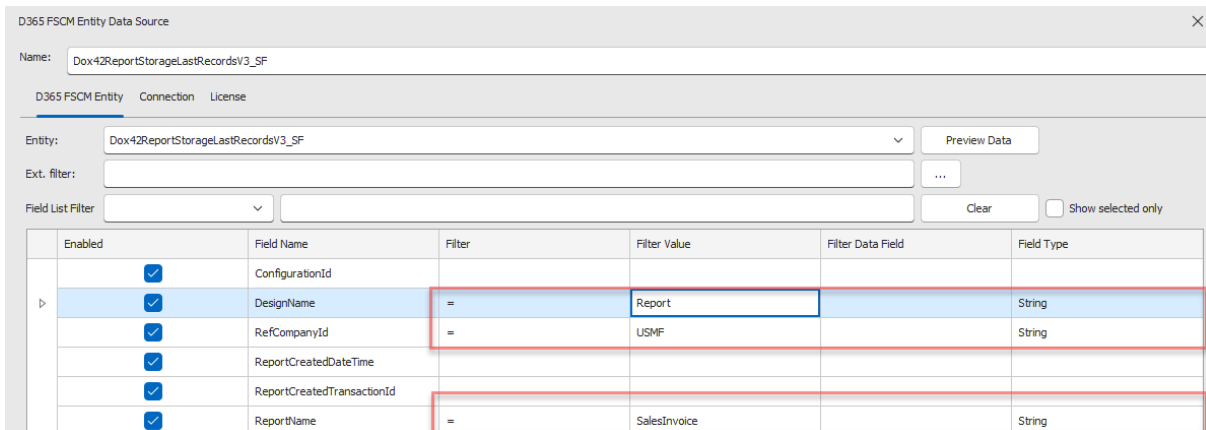 D365 FSCM Entity Data Source
Name: Dox42ReportStorageLastRecordsV3_SF
D365 FSCM Entity Connection License
Entity: Dox42ReportStorageLastRecordsV3_SF Preview Data
Ext. filter: ...
Field List Filter Clear Show selected only
Enabled Field Name Filter Filter Value Filter Data Field Field Type
ConfigurationId
DesignName = Report String
RefCompanyId = USMF String
ReportCreatedDateTime
ReportCreatedTransactionId
ReportName = SalesInvoice String